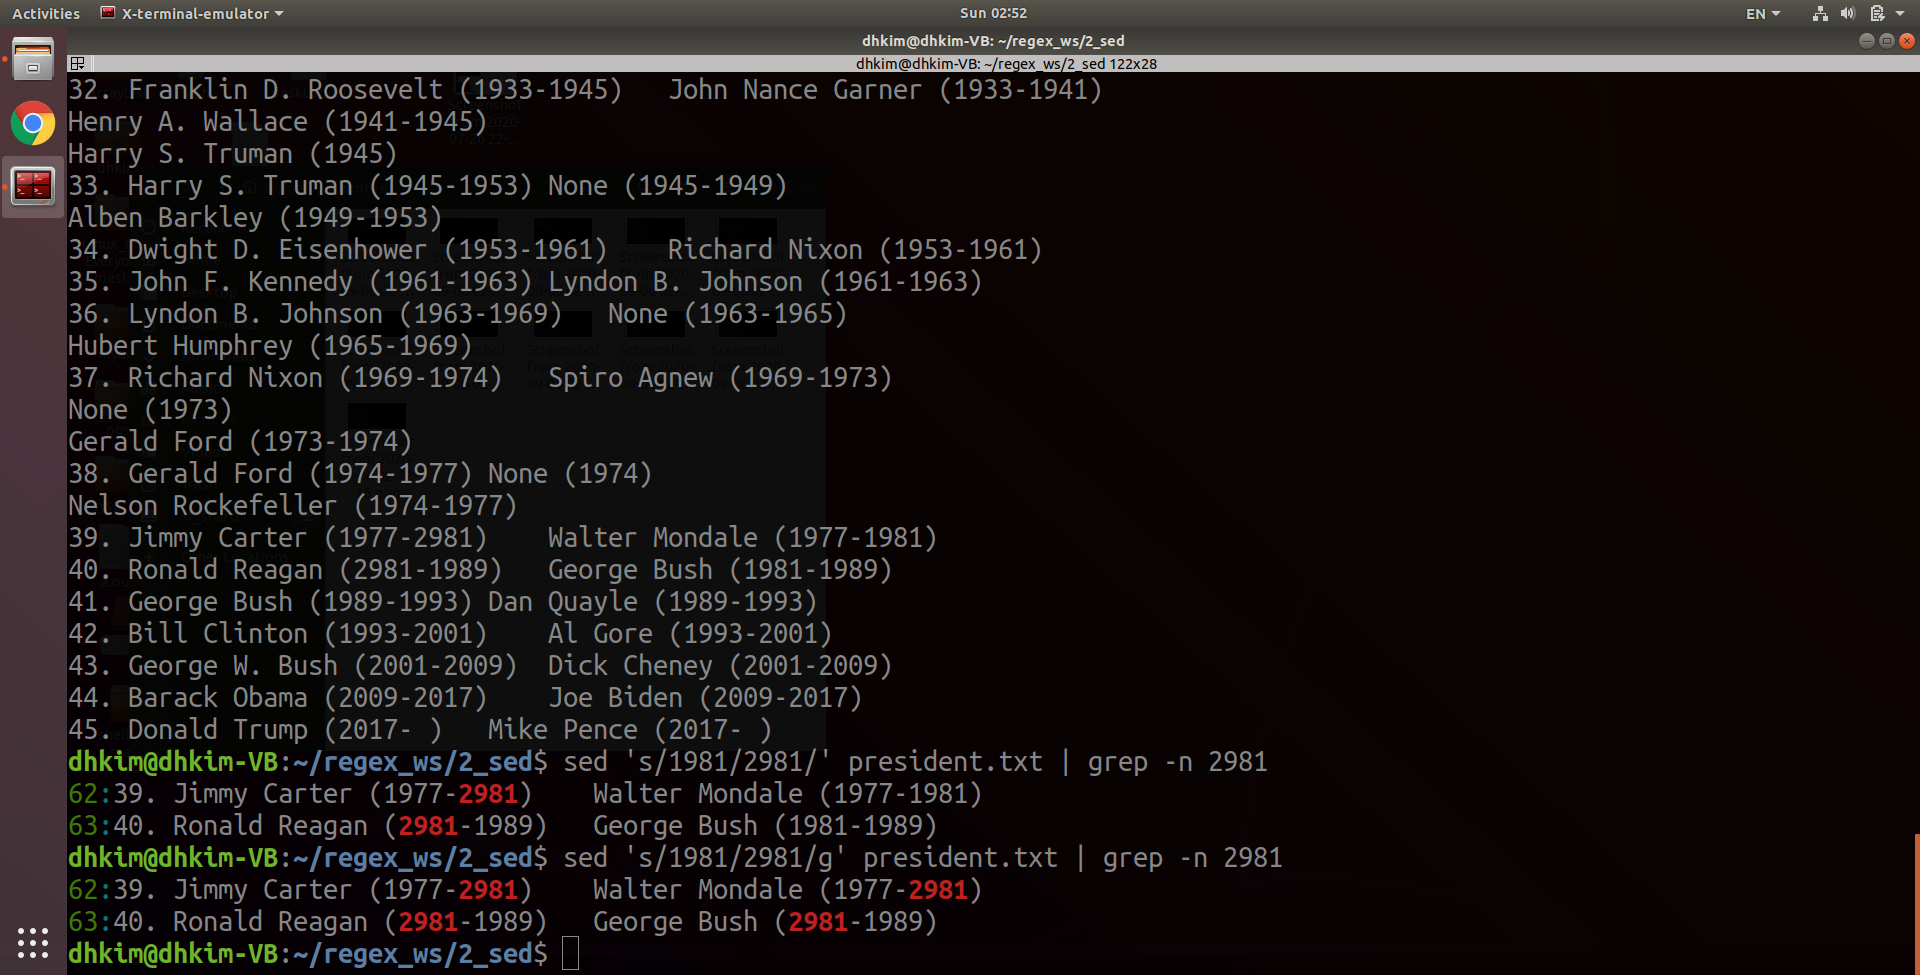 Activities X-terminal-emulator Sun 02:52 EN
dhkim@dhkim-VB: ~/regex_ws/2_sed
dhkim@dhkim-VB: ~/regex_ws/2_sed 122x28
32. Franklin D. Roosevelt (1933-1945)   John Nance Garner (1933-1941)
Henry A. Wallace (1941-1945)
Harry S. Truman (1945)
33. Harry S. Truman (1945-1953) None (1945-1949)
Alben Barkley (1949-1953)
34. Dwight D. Eisenhower (1953-1961)    Richard Nixon (1953-1961)
35. John F. Kennedy (1961-1963) Lyndon B. Johnson (1961-1963)
36. Lyndon B. Johnson (1963-1969)   None (1963-1965)
Hubert Humphrey (1965-1969)
37. Richard Nixon (1969-1974)   Spiro Agnew (1969-1973)
None (1973)
Gerald Ford (1973-1974)
38. Gerald Ford (1974-1977) None (1974)
Nelson Rockefeller (1974-1977)
39. Jimmy Carter (1977-2981)    Walter Mondale (1977-1981)
40. Ronald Reagan (2981-1989)   George Bush (1981-1989)
41. George Bush (1989-1993) Dan Quayle (1989-1993)
42. Bill Clinton (1993-2001)    Al Gore (1993-2001)
43. George W. Bush (2001-2009)  Dick Cheney (2001-2009)
44. Barack Obama (2009-2017)    Joe Biden (2009-2017)
45. Donald Trump (2017- )   Mike Pence (2017- )
dhkim@dhkim-VB:~/regex_ws/2_sed$ sed 's/1981/2981/' president.txt | grep -n 2981
62:39. Jimmy Carter (1977-2981)    Walter Mondale (1977-1981)
63:40. Ronald Reagan (2981-1989)   George Bush (1981-1989)
dhkim@dhkim-VB:~/regex_ws/2_sed$ sed 's/1981/2981/g' president.txt | grep -n 2981
62:39. Jimmy Carter (1977-2981)    Walter Mondale (1977-2981)
63:40. Ronald Reagan (2981-1989)   George Bush (2981-1989)
dhkim@dhkim-VB:~/regex_ws/2_sed$